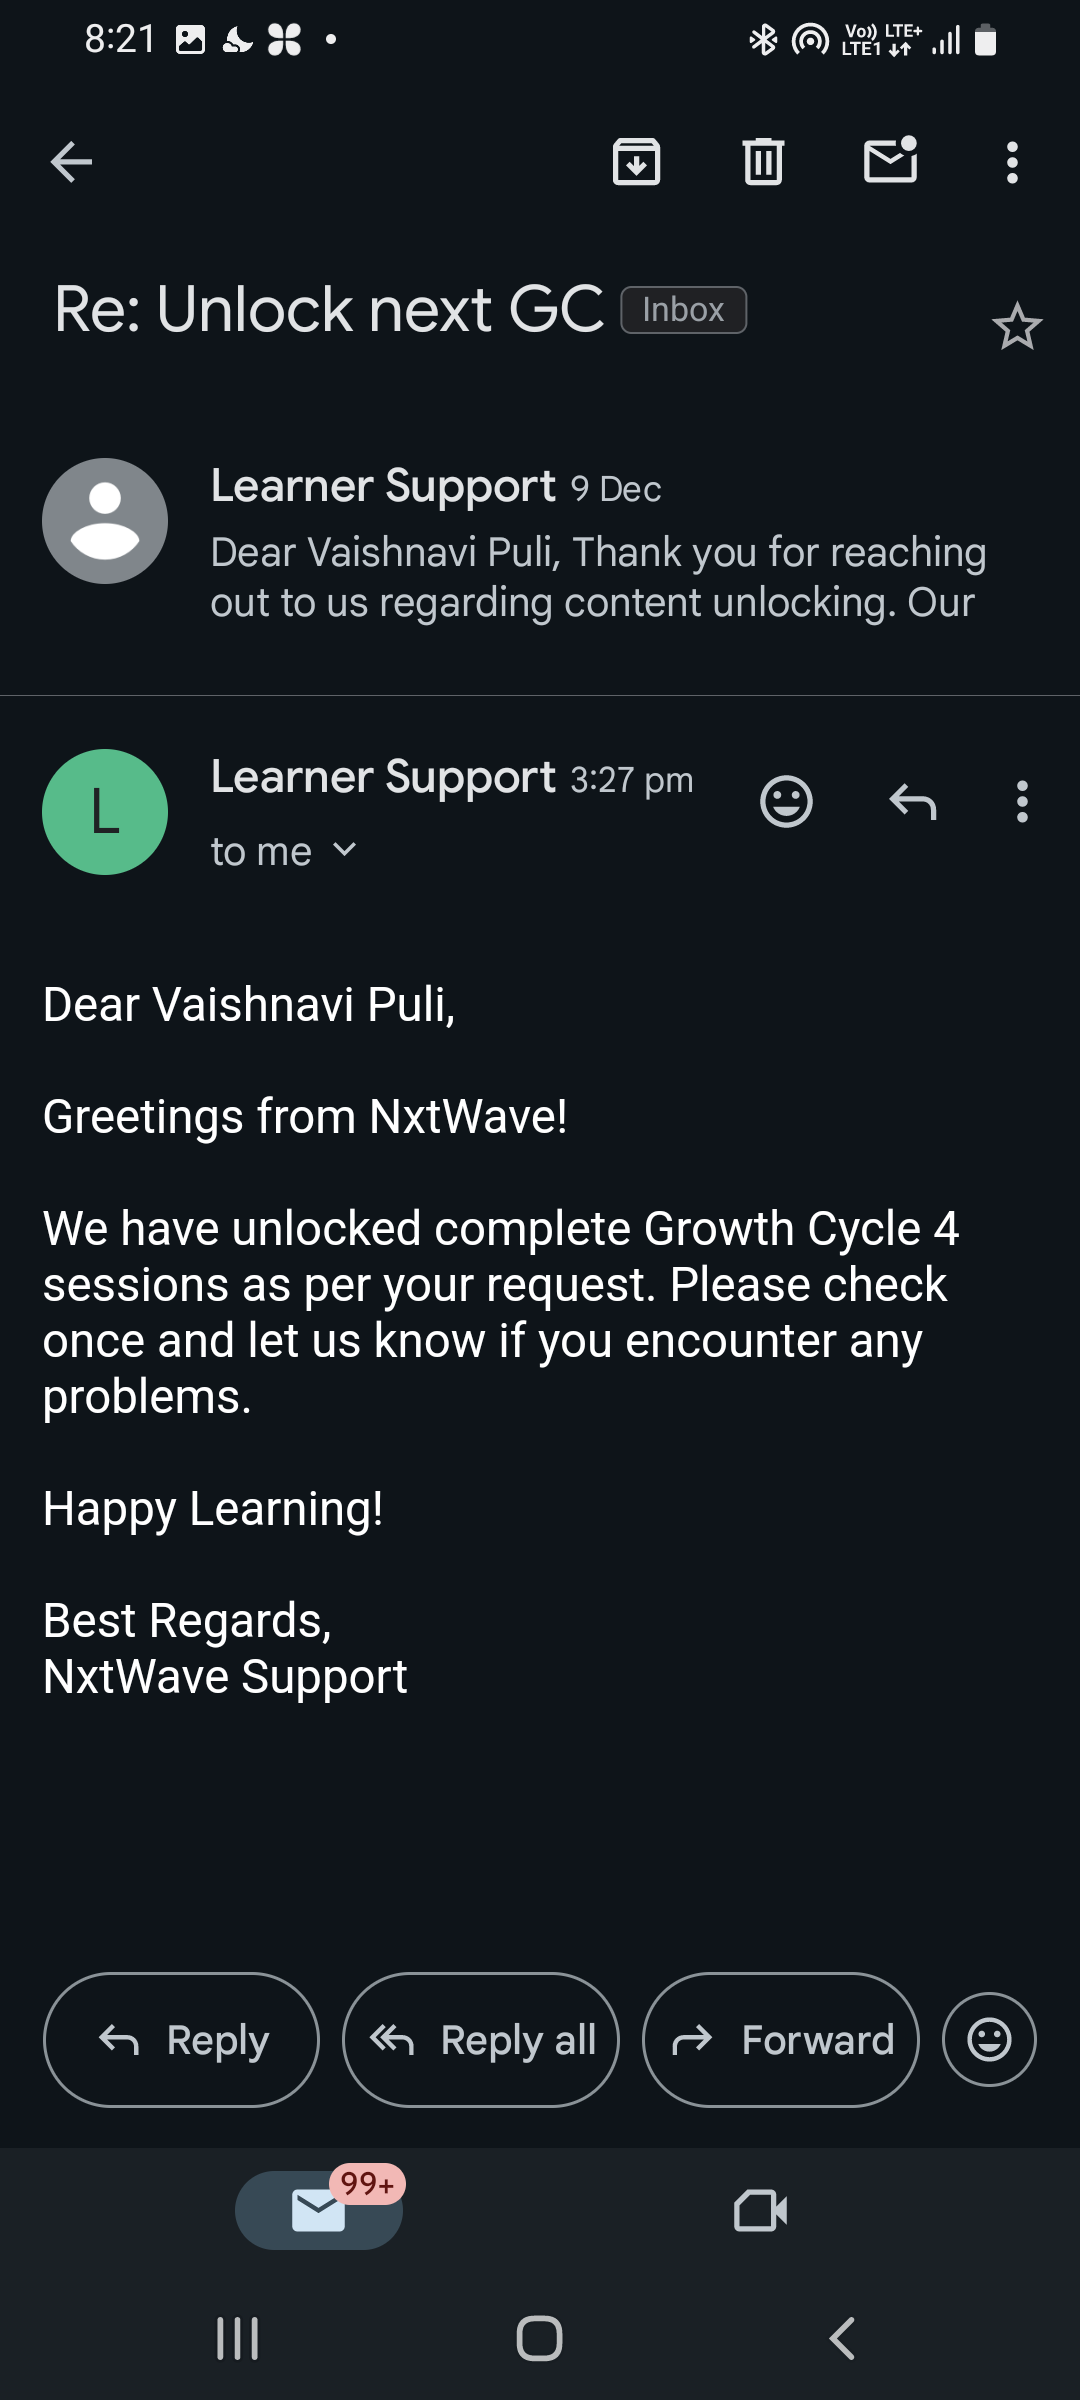 8:21
Vo)) LTE+
LTE1
Re: Unlock next GC Inbox
Learner Support 9 Dec
Dear Vaishnavi Puli, Thank you for reaching
out to us regarding content unlocking. Our
L
Learner Support 3:27 pm
to me
Dear Vaishnavi Puli,
Greetings from NxtWave!
We have unlocked complete Growth Cycle 4
sessions as per your request. Please check
once and let us know if you encounter any
problems.
Happy Learning!
Best Regards,
NxtWave Support
Reply Reply all Forward
99+